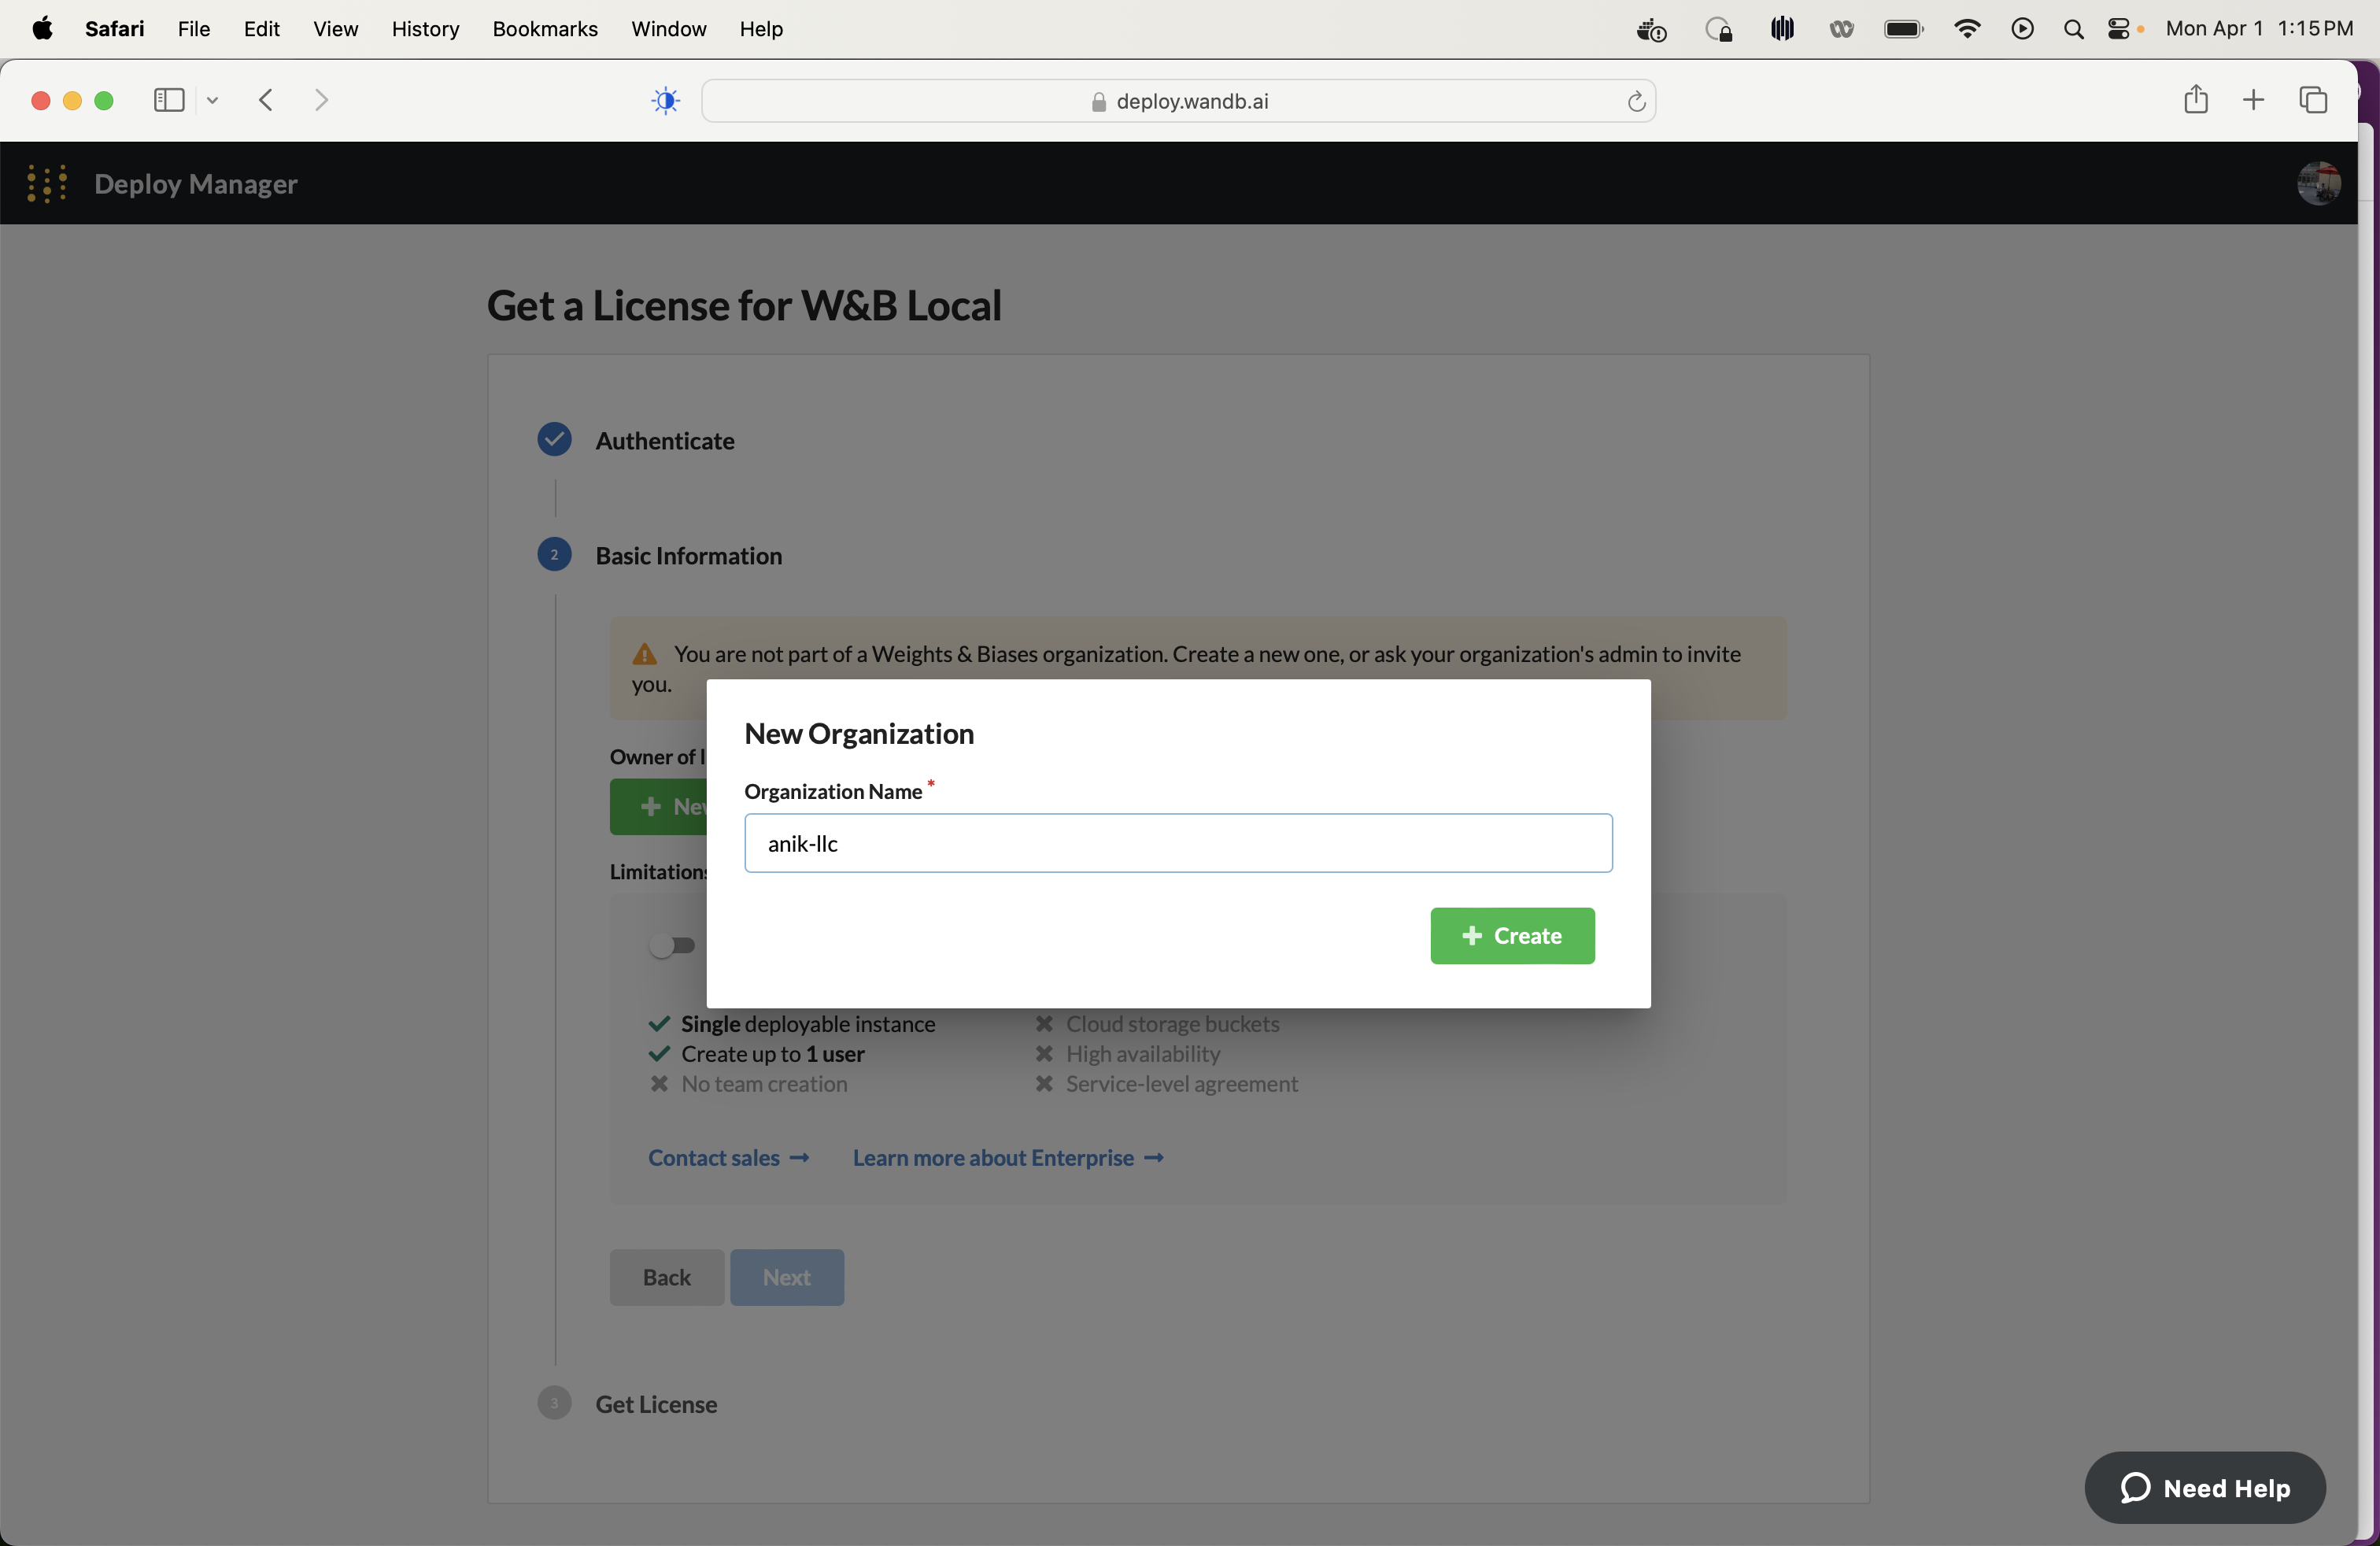 Safari File Edit View History Bookmarks Window Help Mon Apr 1 1:15 PM
deploy.wandb.ai
Deploy Manager
Get a License for W&B Local
Authenticate
2 Basic Information
You are not part of a Weights & Biases organization. Create a new one, or ask your organization's admin to invite
you.
New Organization
Owner of
Organization Name *
New
anik-llc
Limitations
+ Create
Single deployable instance
Cloud storage buckets
Create up to 1 user
High availability
No team creation
Service-level agreement
Contact sales → Learn more about Enterprise →
Back Next
3 Get License
Need Help